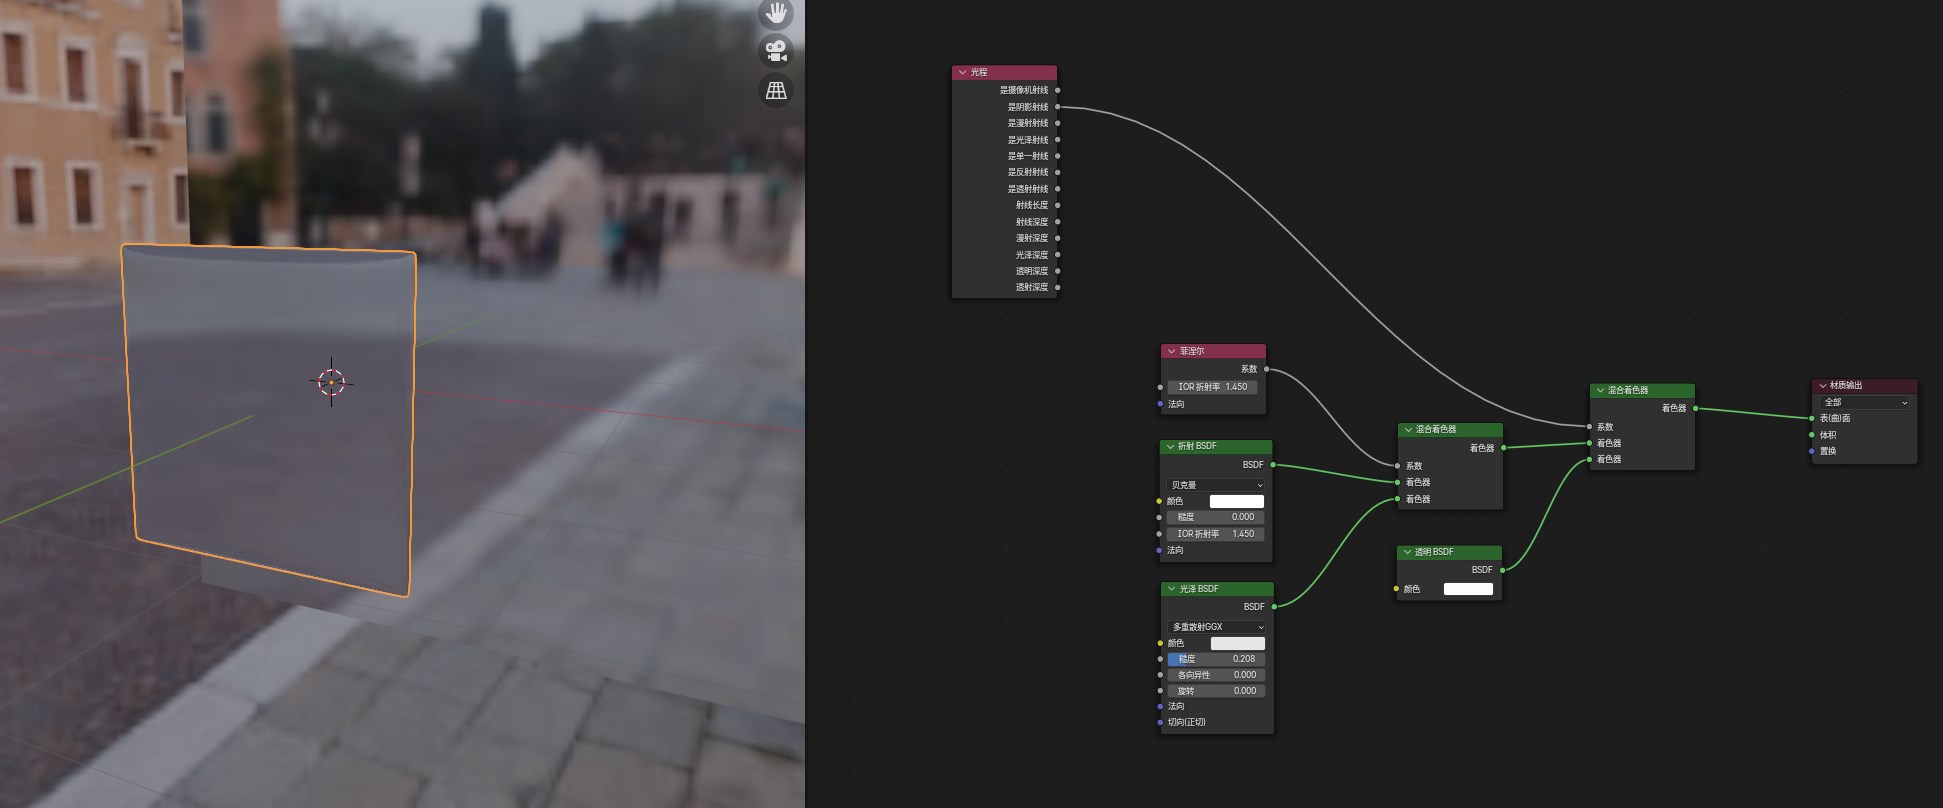 光程
是摄像机射线
是阴影射线
是漫射射线
是光泽射线
是单一射线
是反射射线
是透射射线
射线长度
射线深度
漫射深度
光泽深度
透明深度
透射深度
菲涅尔
系数
IOR 折射率 1.450
法向
折射 BSDF
BSDF
贝克曼
颜色
糙度 0.000
IOR 折射率 1.450
法向
光泽 BSDF
BSDF
多重散射GGX
颜色
糙度 0.208
各向异性 0.000
旋转 0.000
法向
切向(正切)
混合着色器
着色器
系数
着色器
着色器
透明 BSDF
BSDF
颜色
混合着色器
着色器
系数
着色器
着色器
材质输出
全部
表(曲)面
体积
置换